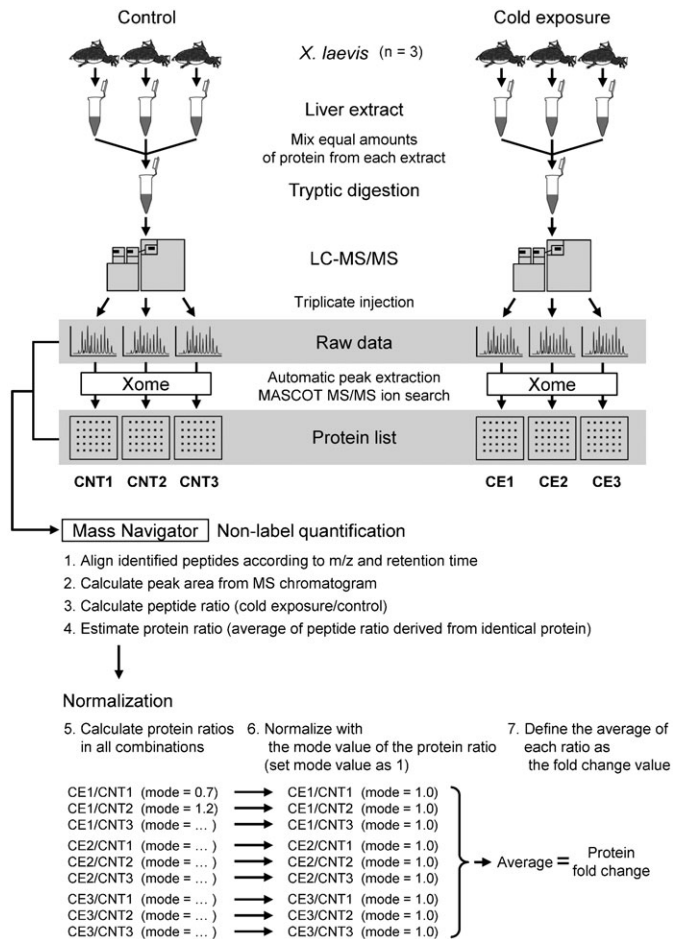 Control
Cold exposure
X. laevis (n = 3)
Liver extract
Mix equal amounts
of protein from each extract
Tryptic digestion
LC-MS/MS
Triplicate injection
Raw data
Xome
Automatic peak extraction
MASCOT MS/MS ion search
Xome
Protein list
CNT1 CNT2 CNT3
CE1 CE2 CE3
Mass Navigator Non-label quantification
1. Align identified peptides according to m/z and retention time
2. Calculate peak area from MS chromatogram
3. Calculate peptide ratio (cold exposure/control)
4. Estimate protein ratio (average of peptide ratio derived from identical protein)
Normalization
5. Calculate protein ratios
in all combinations
6. Normalize with
the mode value of the protein ratio
(set mode value as 1)
7. Define the average of
each ratio as
the fold change value
CE1/CNT1 (mode = 0.7) CE1/CNT1 (mode = 1.0)
CE1/CNT2 (mode = 1.2) CE1/CNT2 (mode = 1.0)
CE1/CNT3 (mode = ... ) CE1/CNT3 (mode = 1.0)
CE2/CNT1 (mode = ... ) CE2/CNT1 (mode = 1.0)
CE2/CNT2 (mode = ... ) CE2/CNT2 (mode = 1.0)
CE2/CNT3 (mode = ... ) CE2/CNT3 (mode = 1.0)
CE3/CNT1 (mode = ... ) CE3/CNT1 (mode = 1.0)
CE3/CNT2 (mode = ... ) CE3/CNT2 (mode = 1.0)
CE3/CNT3 (mode = ... ) CE3/CNT3 (mode = 1.0)
Average = Protein
fold change